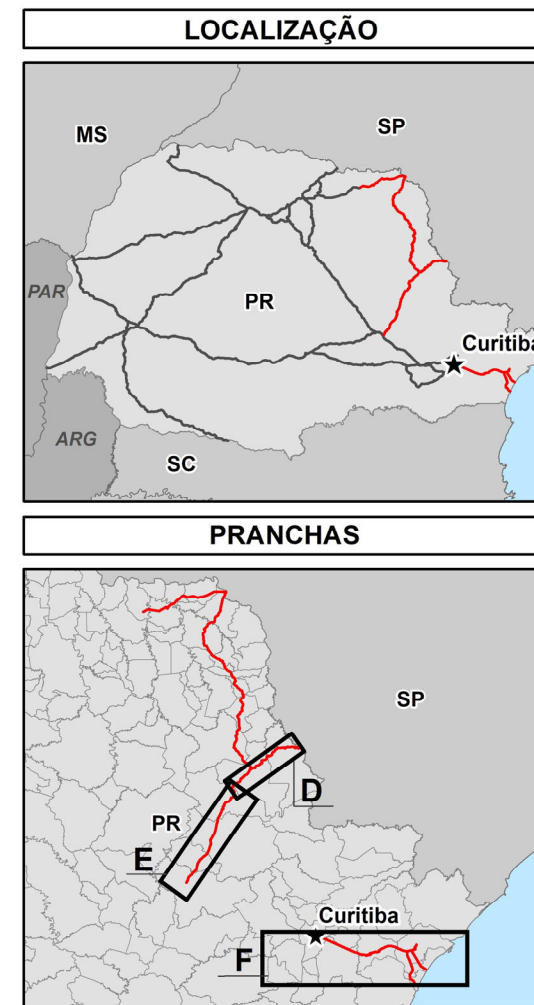 LOCALIZAÇÃO
MS
SP
PAR
PR
Curitiba
ARG
SC
PRANCHAS
SP
D
PR
E
Curitiba
F